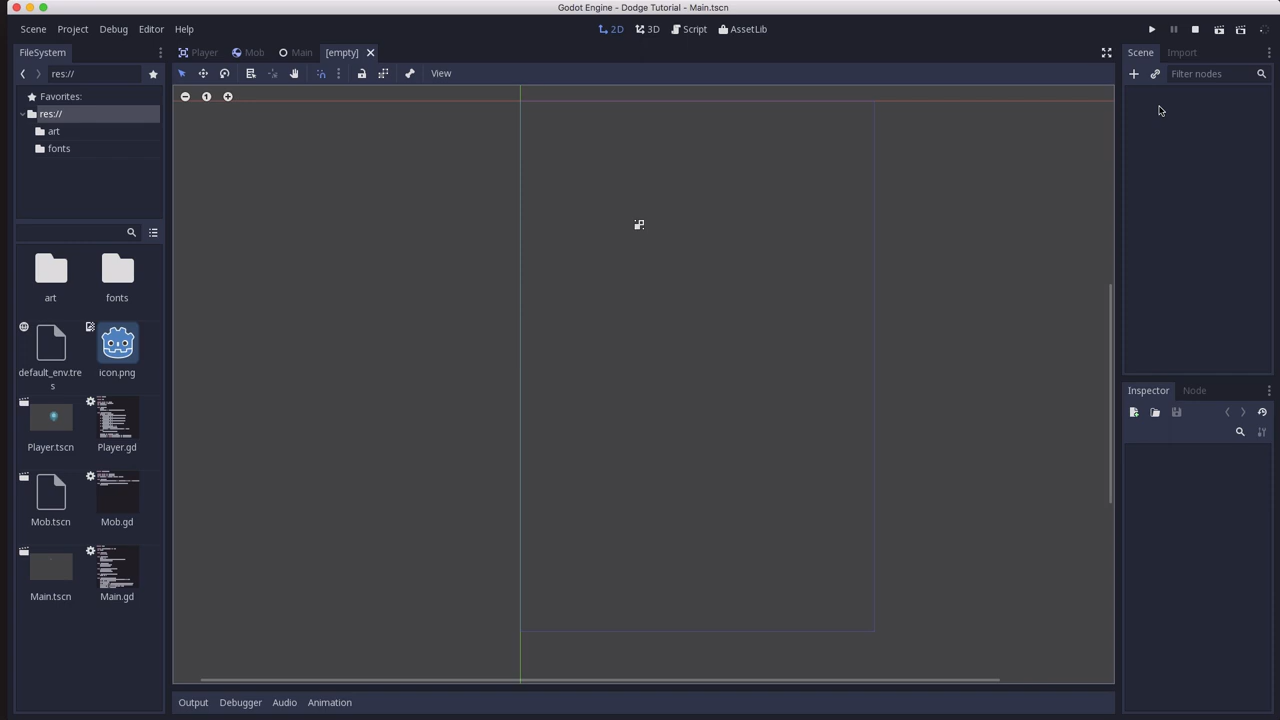 Godot Engine - Dodge Tutorial - Main.tscn
Scene Project Debug Editor Help
2D 3D Script AssetLib
FileSystem
Player Mob Main [empty]
Scene Import
res://
View
Filter nodes
Favorites:
res://
art
fonts
art fonts
default_env.tres
icon.png
Player.tscn Player.gd
Mob.tscn Mob.gd
Main.tscn Main.gd
Inspector Node
Output Debugger Audio Animation